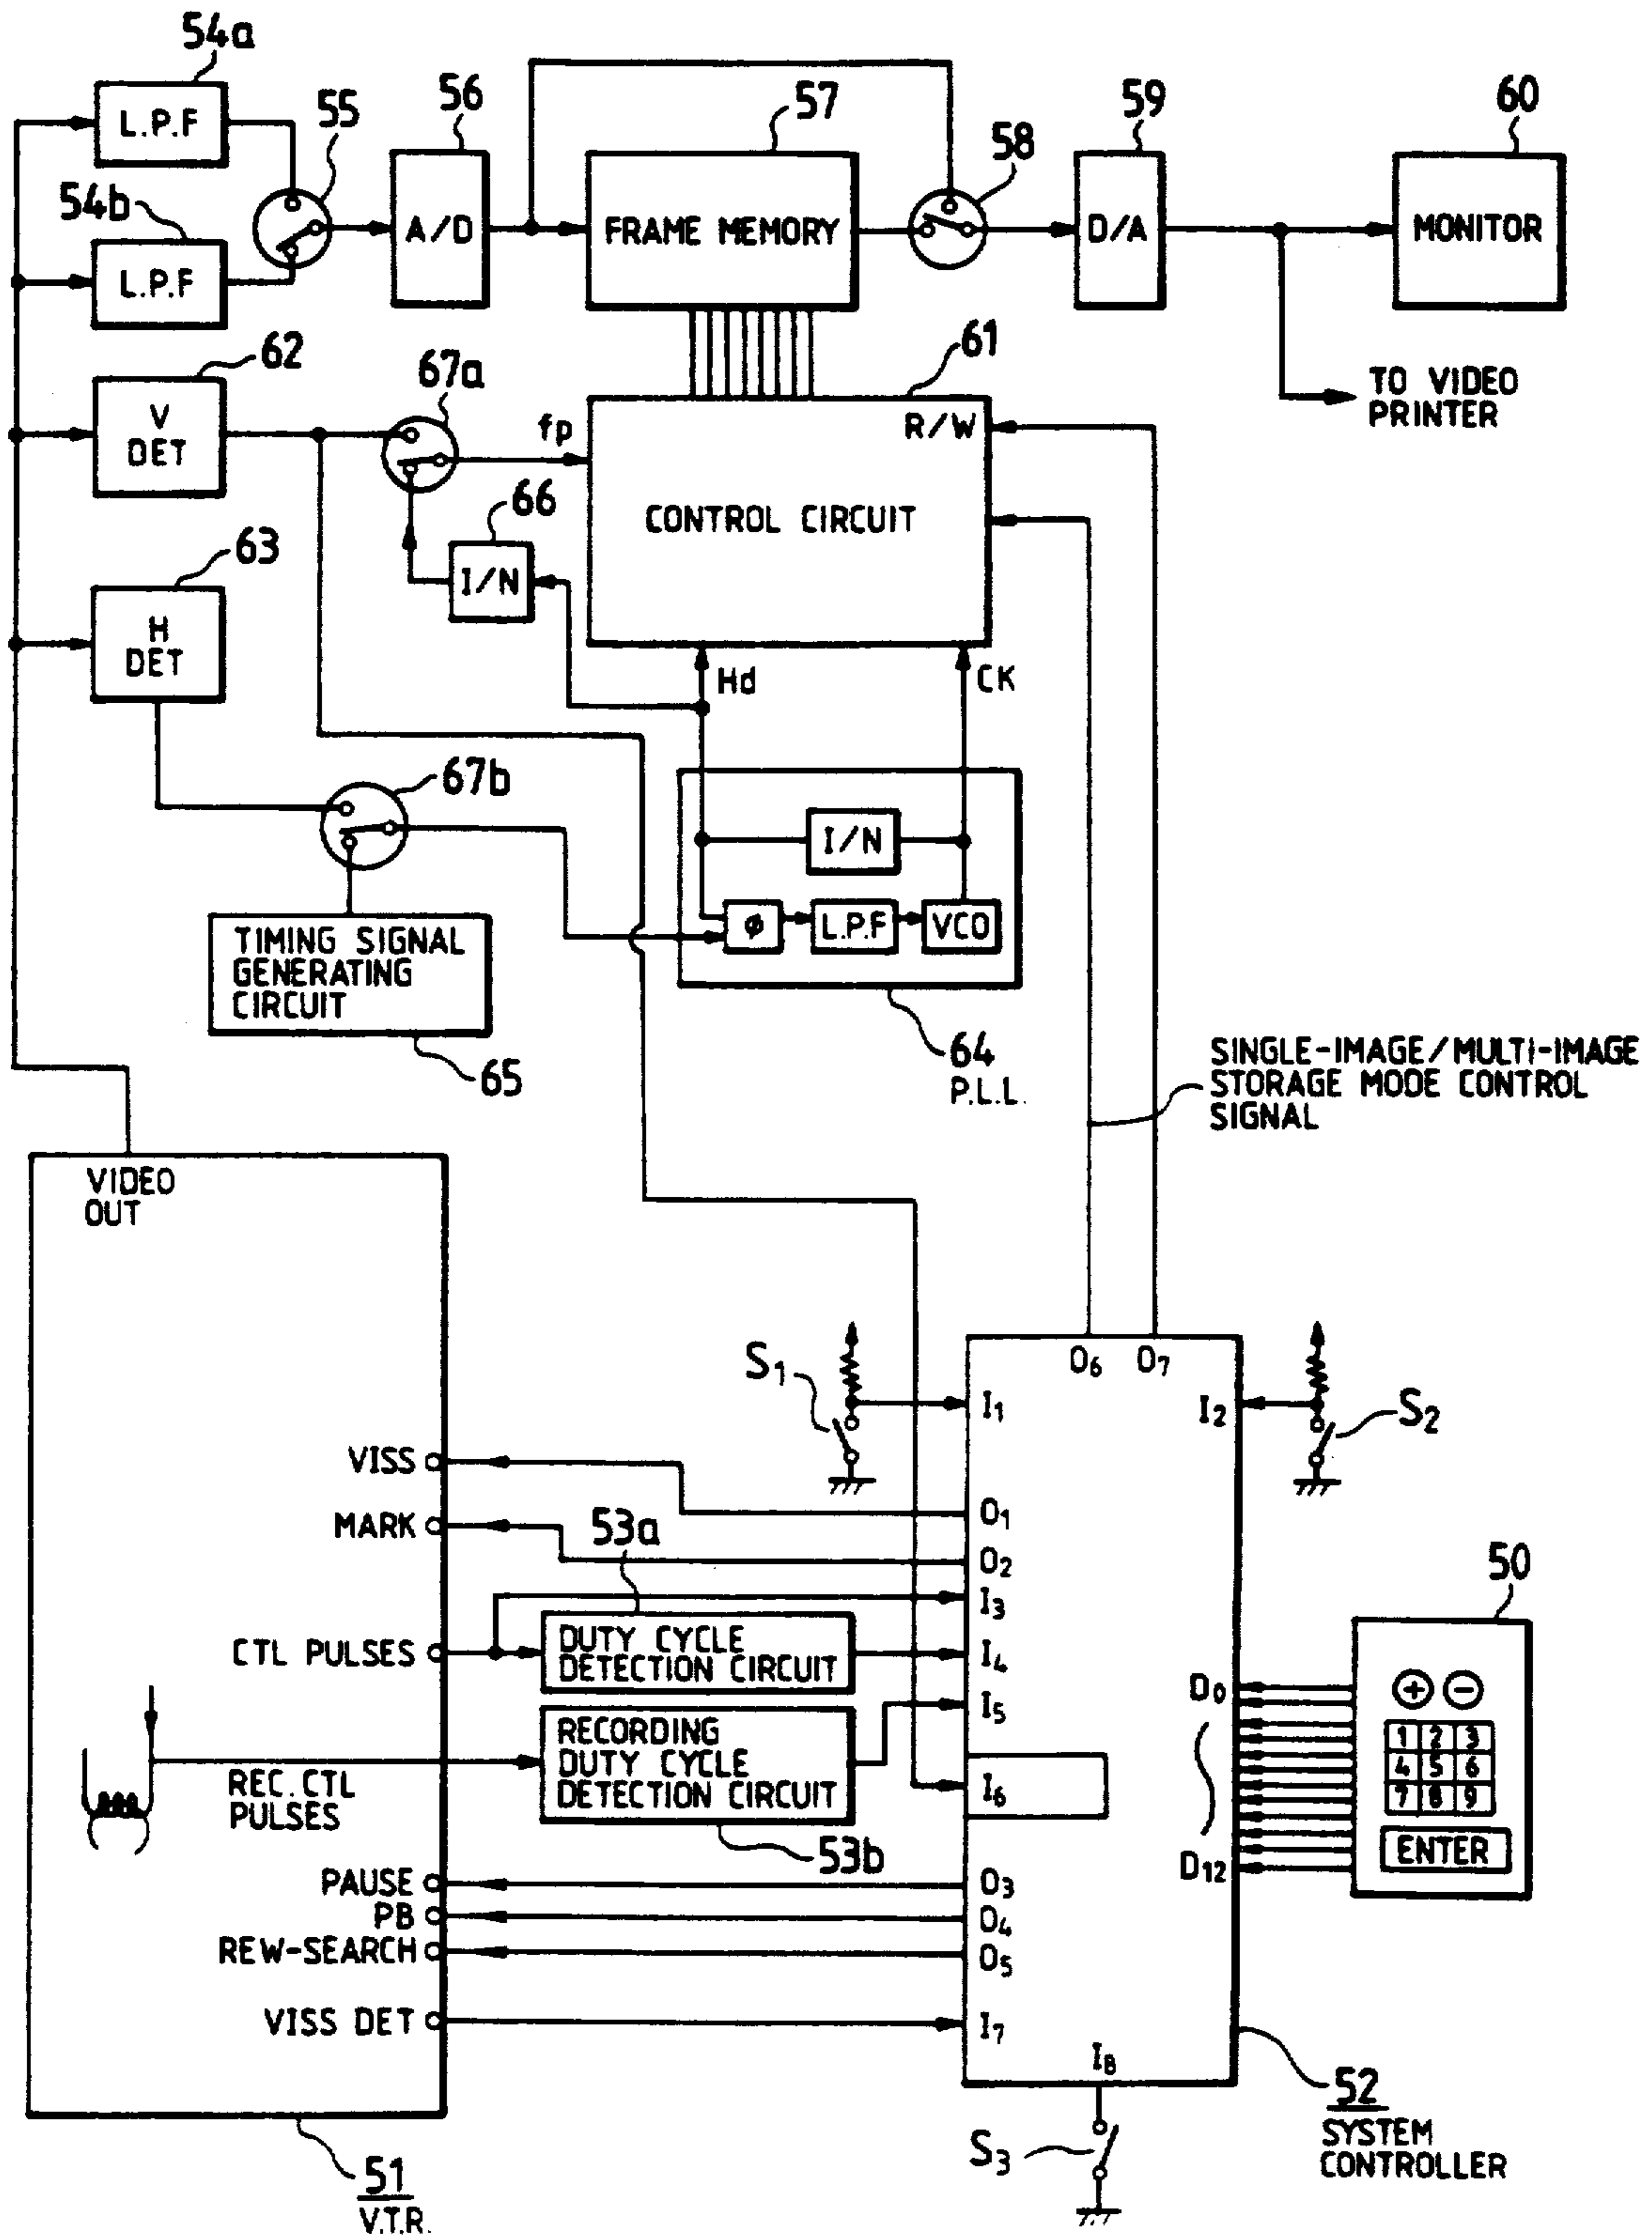 54a
L.P.F
55
56
57
58
59
60
54b
L.P.F
A/D
FRAME MEMORY
D/A
MONITOR
62
V
DET
67a
fp
61
R/W
TO VIDEO
PRINTER
66
I/N
CONTROL CIRCUIT
63
H
DET
Hd
CK
67b
I/N
φ
L.P.F
VCO
TIMING SIGNAL
GENERATING
CIRCUIT
65
64
P.L.L.
SINGLE-IMAGE/MULTI-IMAGE
STORAGE MODE CONTROL
SIGNAL
VIDEO
OUT
O6
O7
S1
I1
I2
S2
VISS
O1
MARK
53a
O2
I3
50
CTL PULSES
DUTY CYCLE
DETECTION CIRCUIT
I4
D0
+ −
I5
RECORDING
DUTY CYCLE
DETECTION CIRCUIT
1 2 3
4 5 6
7 8 9
REC. CTL
PULSES
I6
53b
ENTER
D12
PAUSE
O3
PB
O4
REW-SEARCH
O5
VISS DET
I7
I8
52
SYSTEM
CONTROLLER
S3
51
V.T.R.